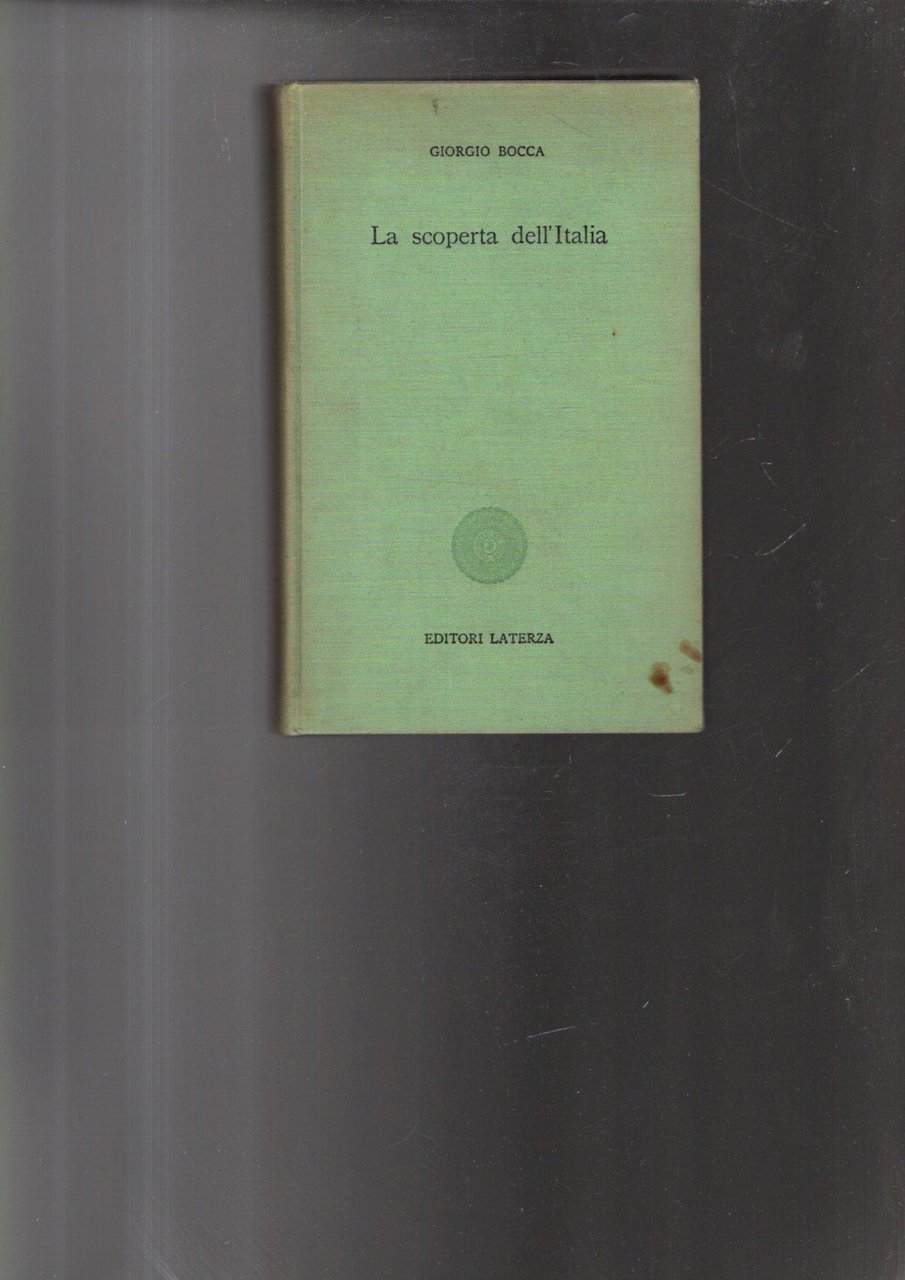 GIORGIO BOCCA
La scoperta dell'Italia
EDITORI LATERZA